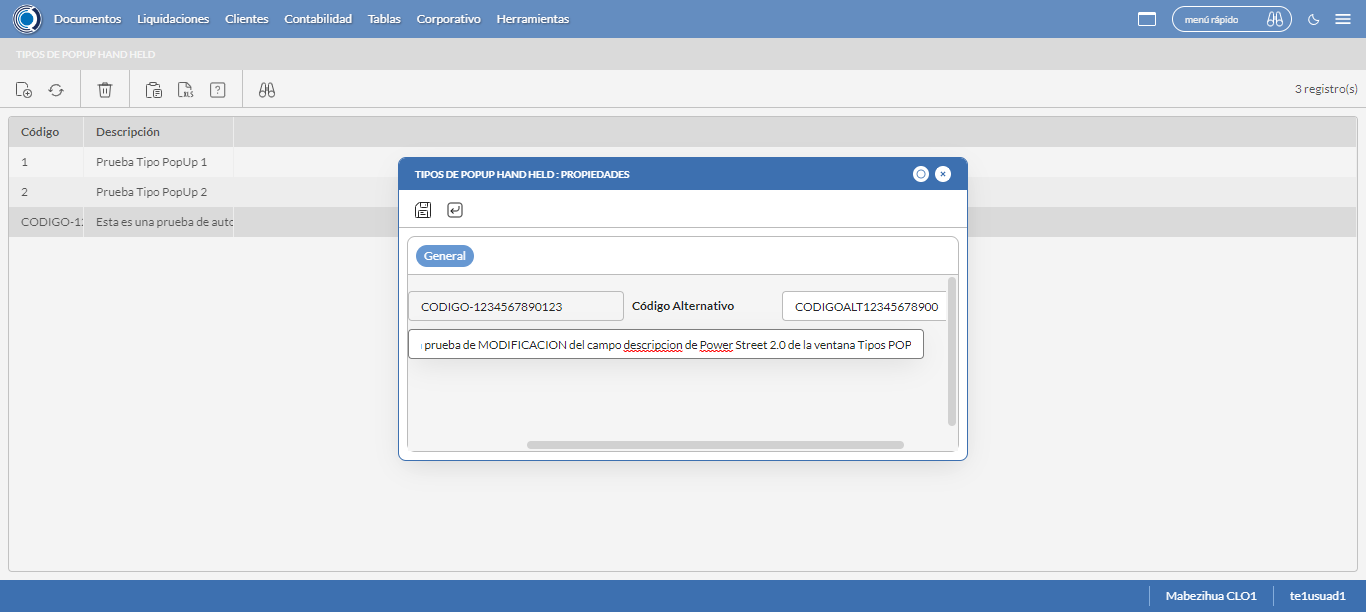 Documentos Liquidaciones Clientes Contabilidad Tablas Corporativo Herramientas menú rápido
TIPOS DE POPUP HAND HELD
XLS ? 3 registro(s)
Código Descripción
1 Prueba Tipo PopUp 1
2 Prueba Tipo PopUp 2
CODIGO-12 Esta es una prueba de auto
TIPOS DE POPUP HAND HELD : PROPIEDADES
General
CODIGO-1234567890123 Código Alternativo CODIGOALT12345678900
prueba de MODIFICACION del campo descripcion de Power Street 2.0 de la ventana Tipos POP
Mabezihua CLO1 te1usuad1